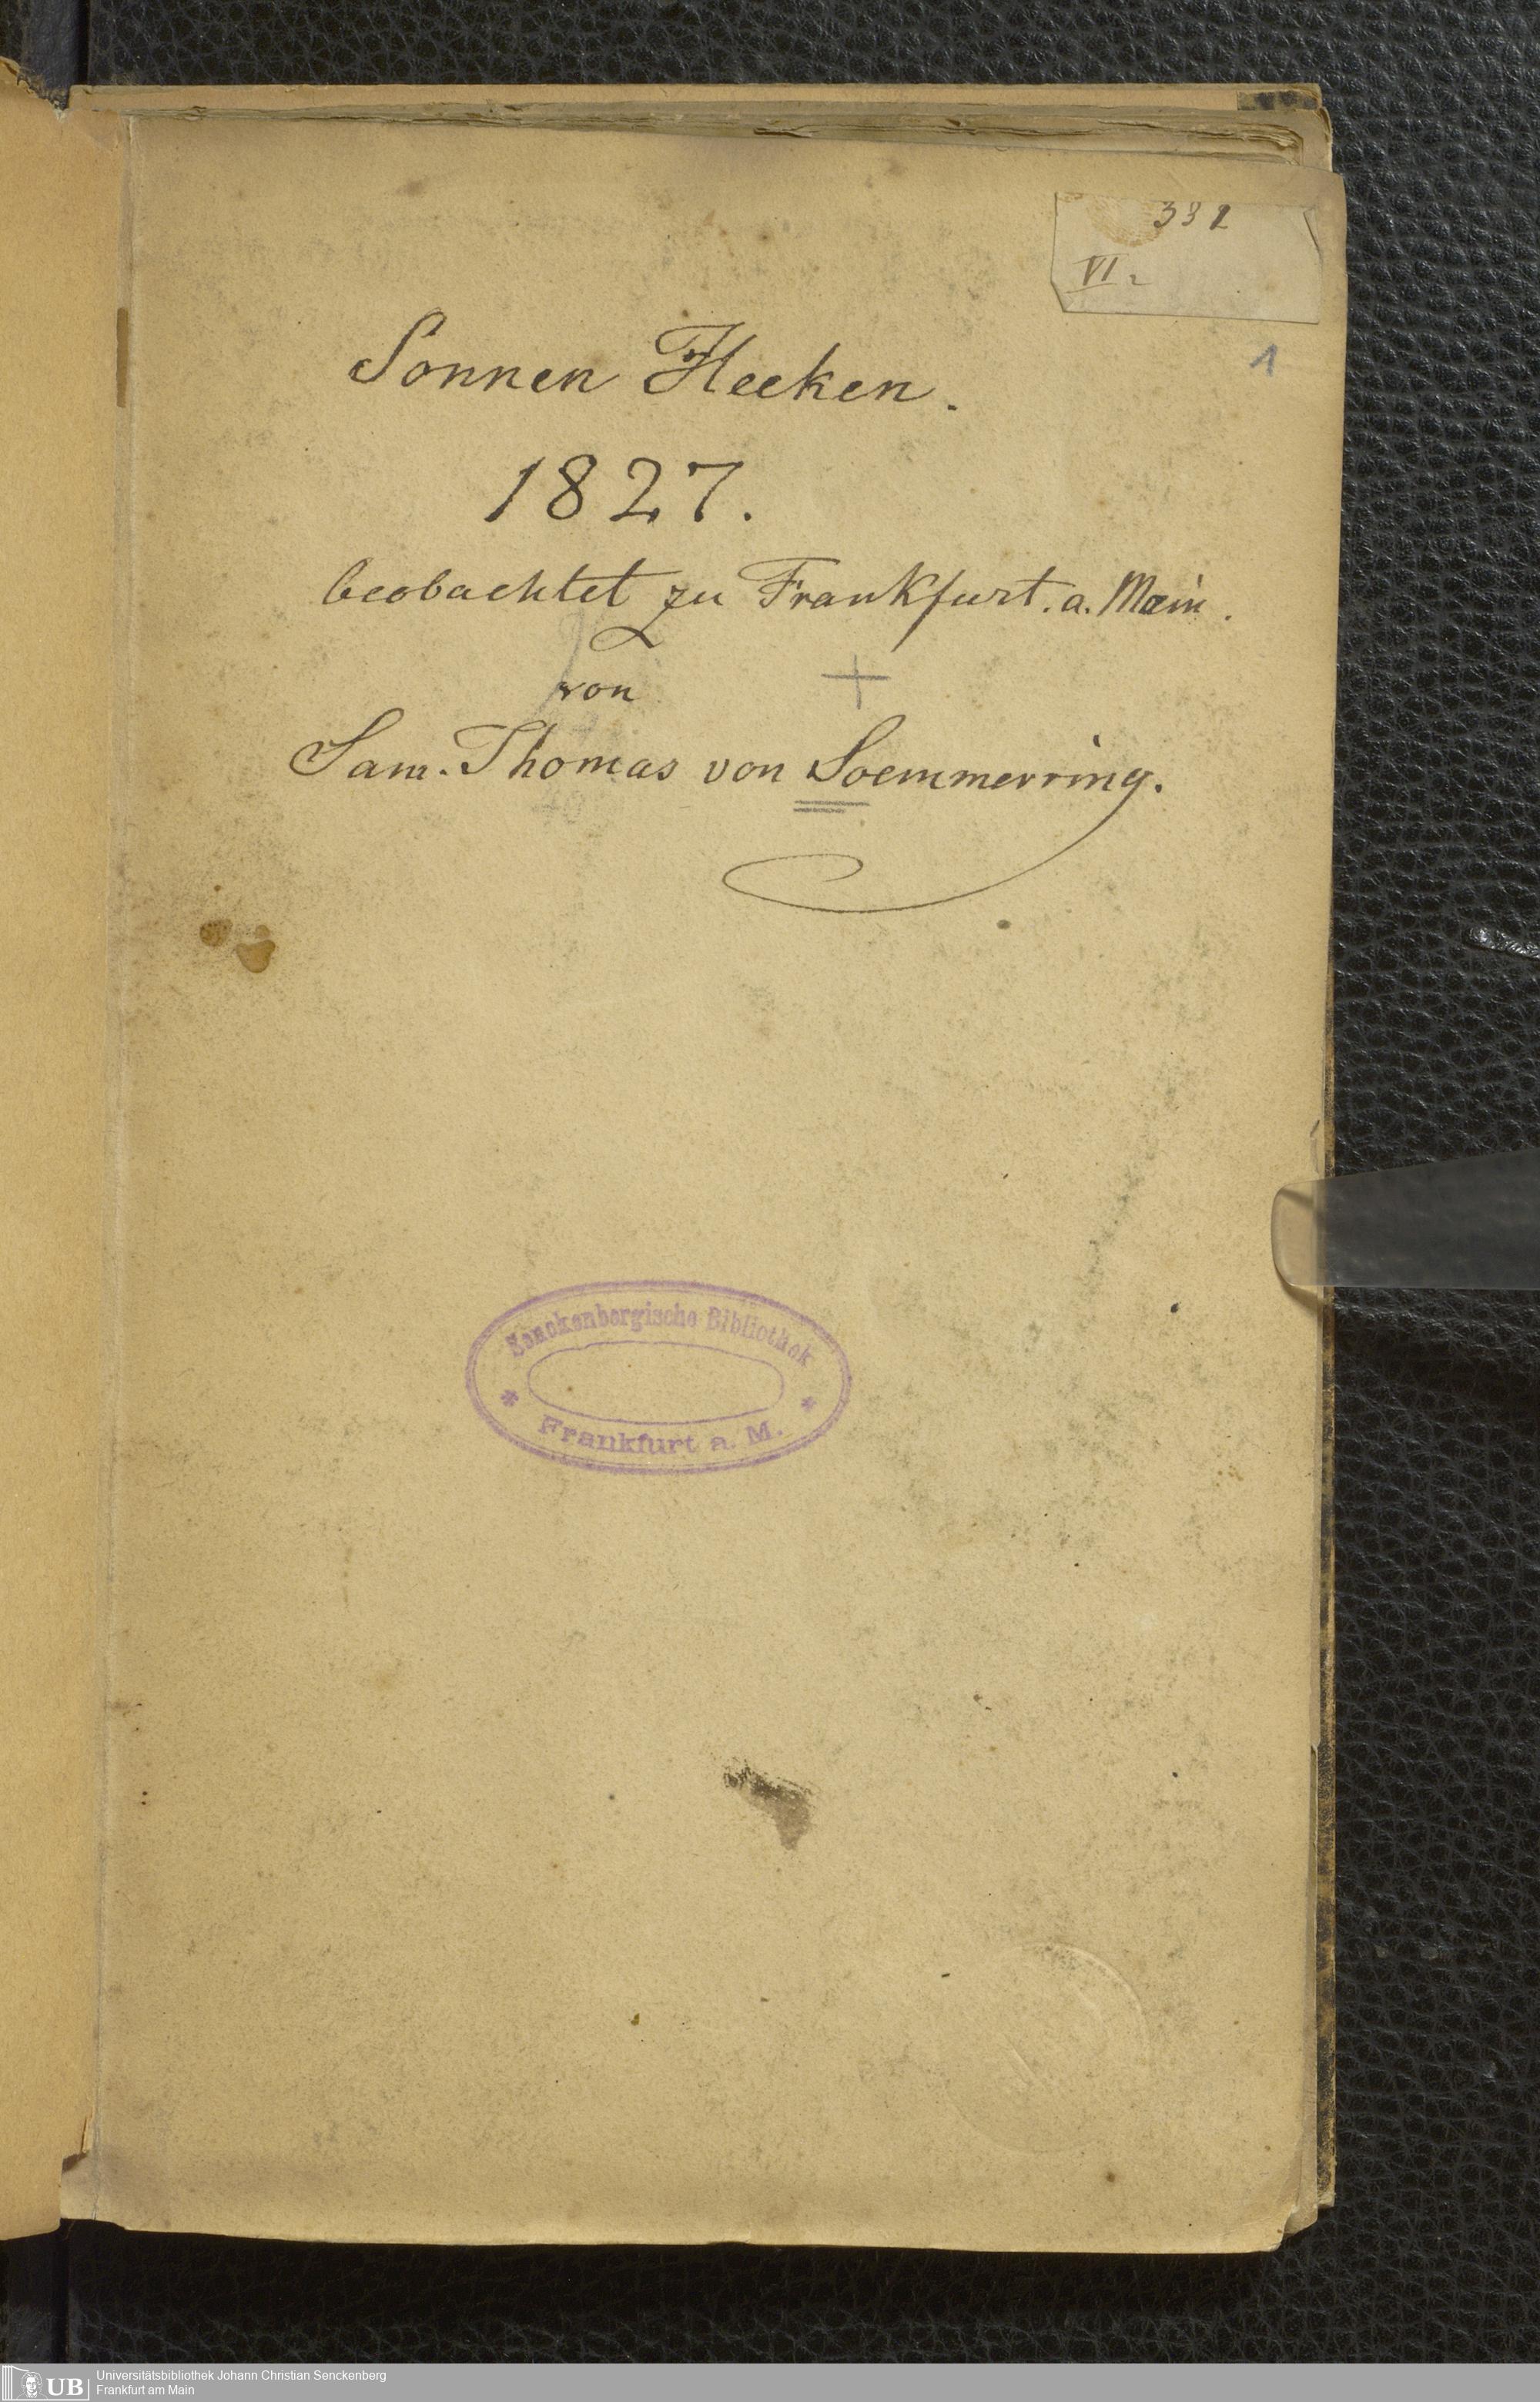 332
VI 2
1
Sonnen Flecken.
1827.
beobachtet zu Frankfurt. a. Main.
von
Sam. Thomas von Soemmerring.
Senckenbergische Bibliothek
Frankfurt a. M.
UB
Universitätsbibliothek Johann Christian Senckenberg
Frankfurt am Main